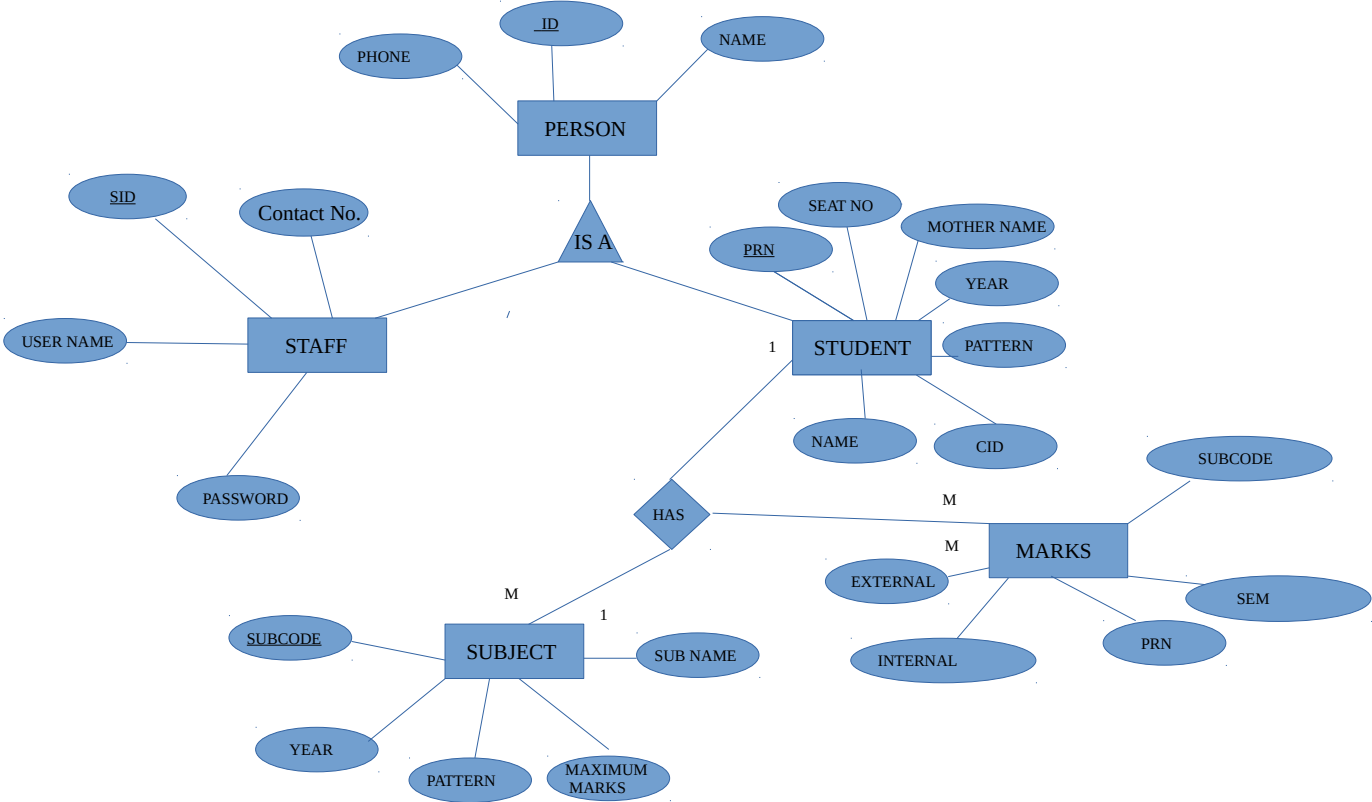 ID
NAME
PHONE
PERSON
SID
Contact No.
SEAT NO
MOTHER NAME
IS A
PRN
YEAR
USER NAME
STAFF
1
STUDENT
PATTERN
NAME
CID
SUBCODE
PASSWORD
M
HAS
M
MARKS
EXTERNAL
SEM
M
1
SUBCODE
SUBJECT
SUB NAME
PRN
INTERNAL
YEAR
PATTERN
MAXIMUM
MARKS